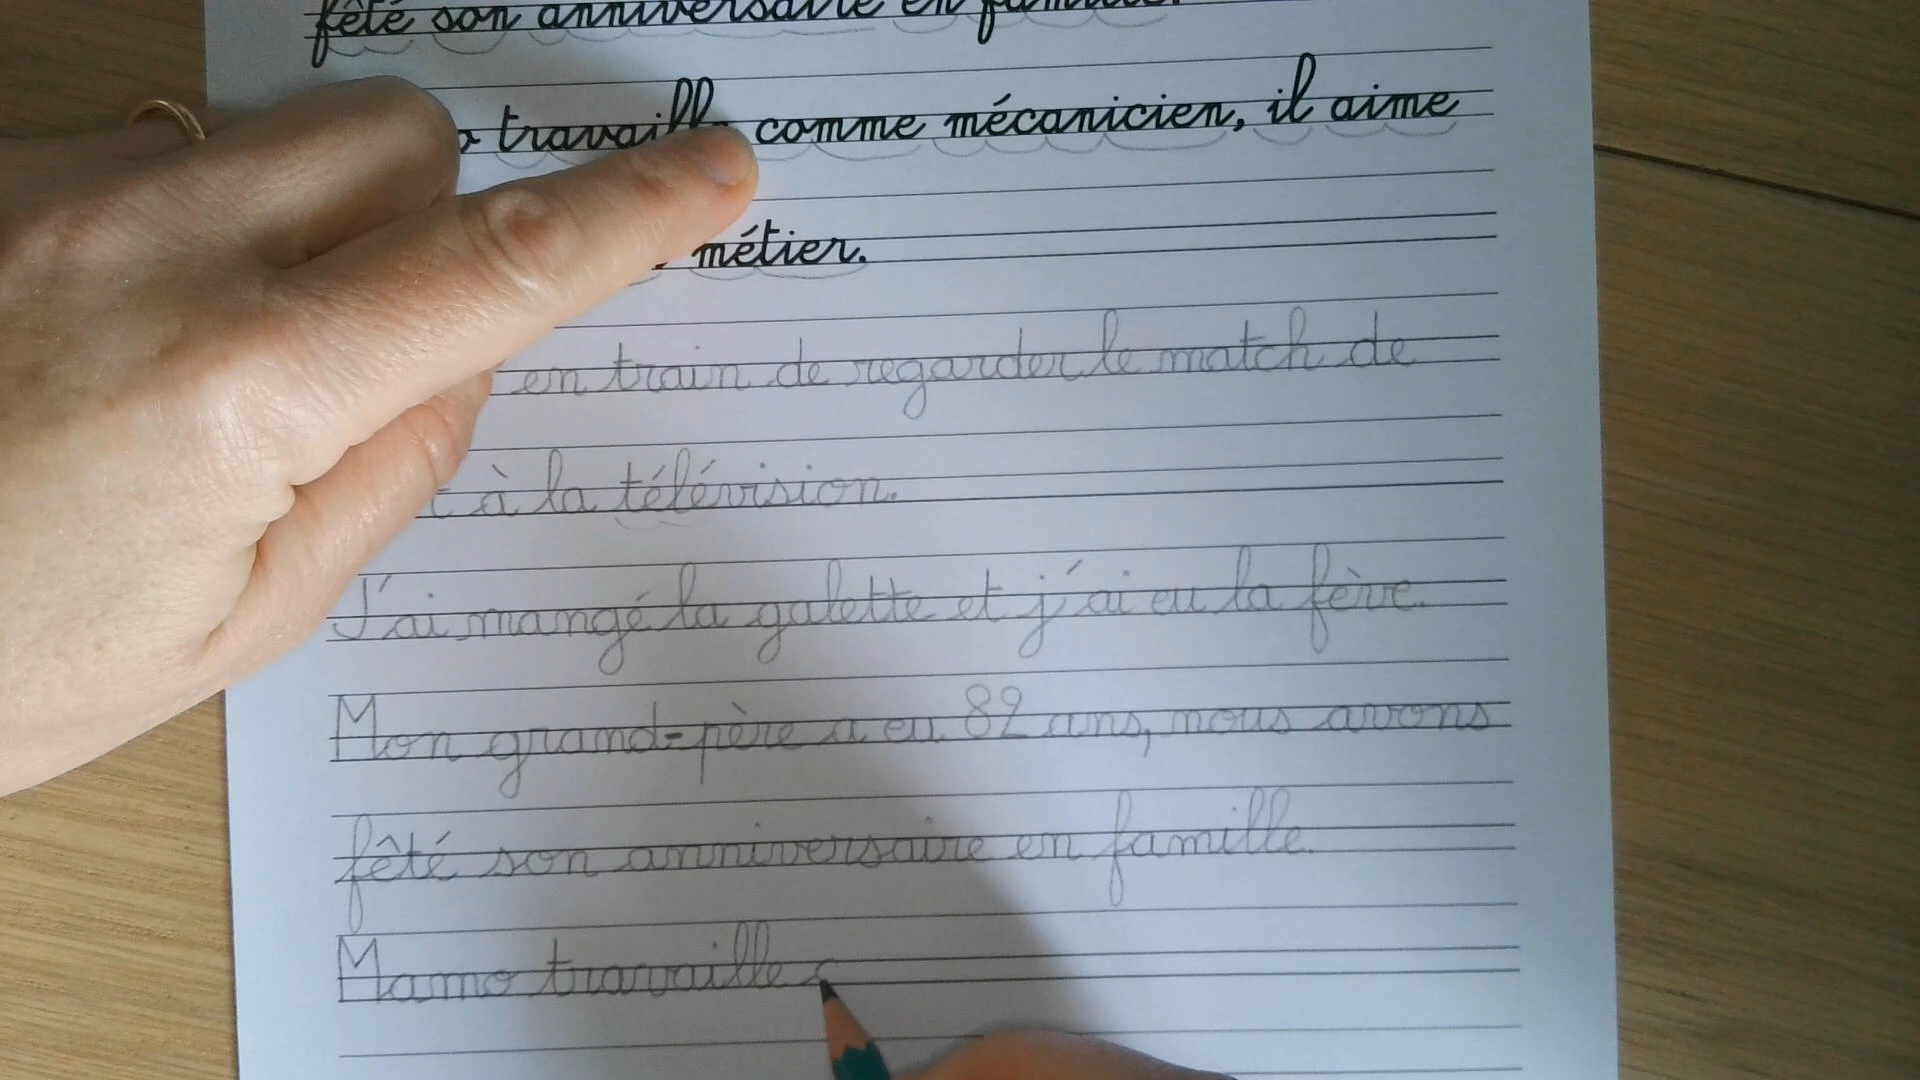 fêté son anniversaire en famille.
travaille comme mécanicien, il aime
métier.
en train de regarder le match de
à la télévision.
J'ai mangé la galette et j'ai eu la fève.
Mon grand-père a eu 82 ans, nous avons
fêté son anniversaire en famille.
Mamo travaille c